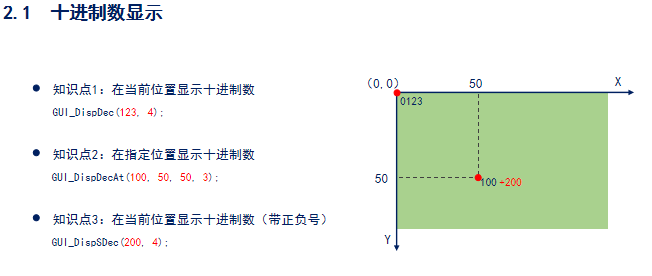 2.1 十进制数显示
● 知识点1：在当前位置显示十进制数
GUI_DispDec(123, 4);
● 知识点2：在指定位置显示十进制数
GUI_DispDecAt(100, 50, 50, 3);
● 知识点3：在当前位置显示十进制数（带正负号）
GUI_DispSDec(200, 4);
(0,0) 50 X
0123
50
100 +200
Y